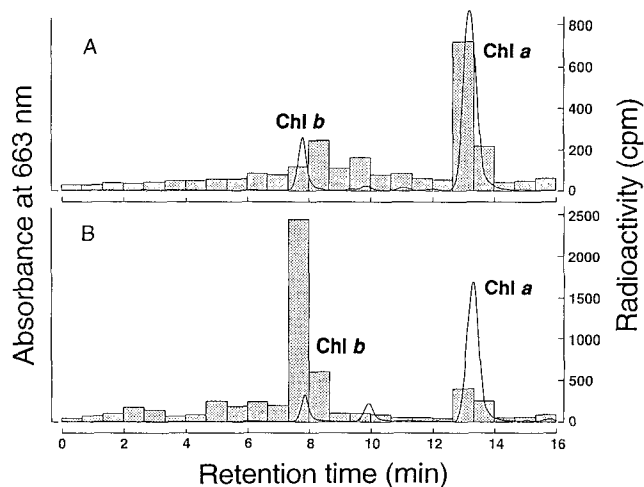 A
Chl b
Chl a
800
600
400
200
0
B
Chl b
Chl a
2500
2000
1500
1000
500
0
0 2 4 6 8 10 12 14 16
Retention time (min)
Absorbance at 663 nm
Radioactivity (cpm)